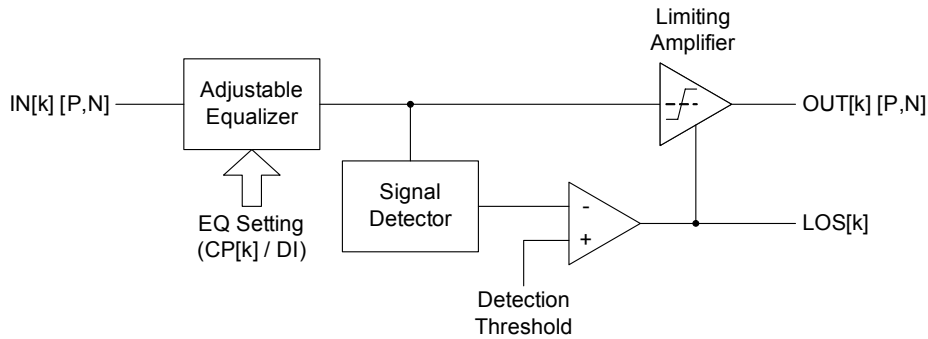 Limiting
Amplifier
IN[k] [P,N]
Adjustable
Equalizer
OUT[k] [P,N]
EQ Setting
(CP[k] / DI)
Signal
Detector
-
+
LOS[k]
Detection
Threshold